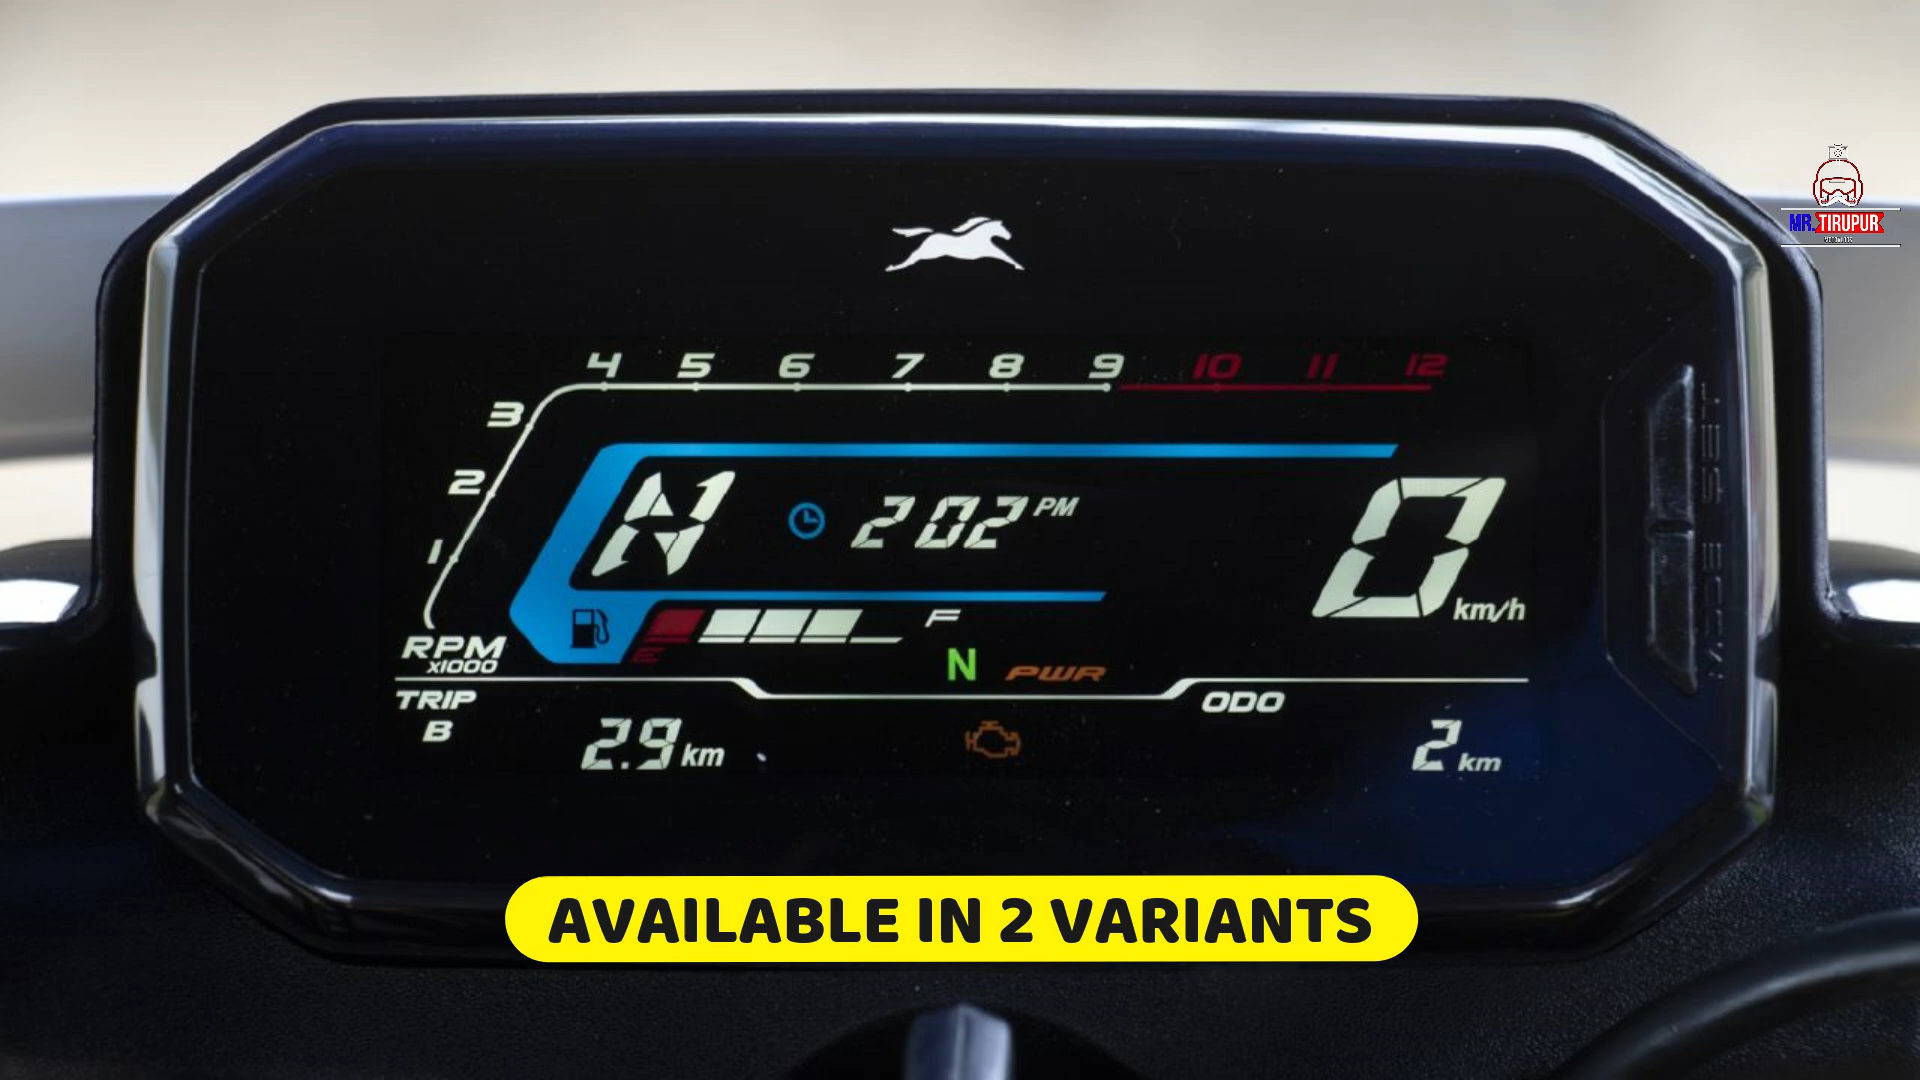 4 5 6 7 8 9 10 11 12
3
2
1
N 2 02 PM
0 km/h
RPM
x1000
E F
N PWR
TRIP
B
2.9 km
ODO
2 km
MODE SET
MR. TIRUPUR
AVAILABLE IN 2 VARIANTS